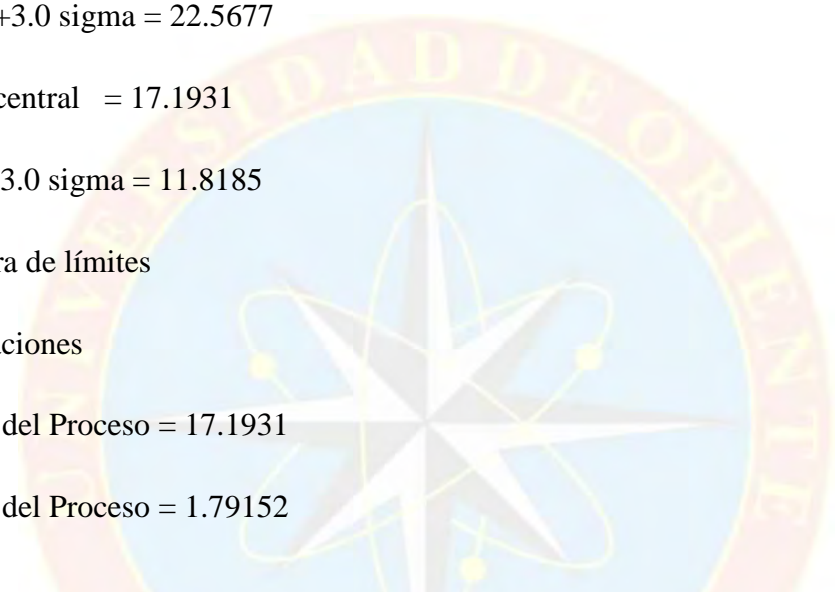 +3.0 sigma = 22.5677
central = 17.1931
3.0 sigma = 11.8185
ra de límites
aciones
del Proceso = 17.1931
del Proceso = 1.79152
UNIVERSIDAD DE ORIENTE